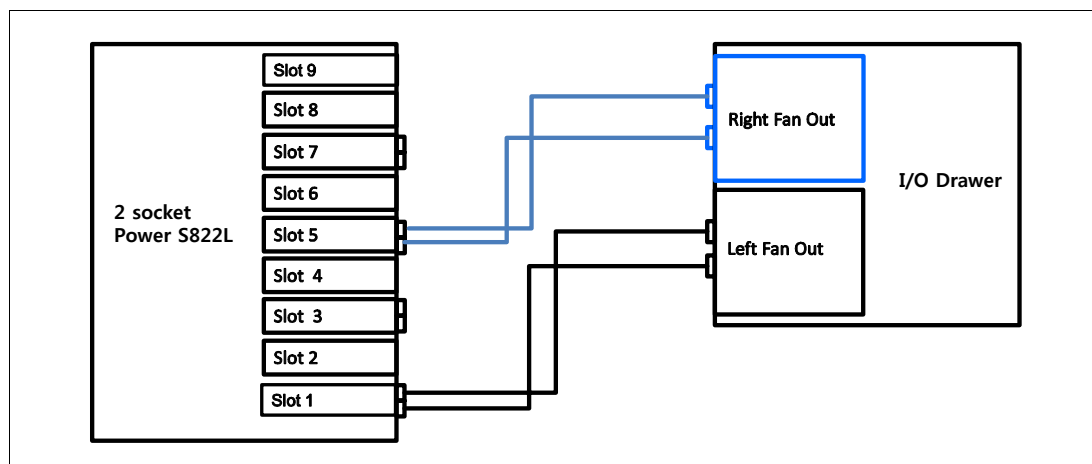 Slot 9
Slot 8
Slot 7
Slot 6
2 socket
Power S822L
Slot 5
Slot 4
Slot 3
Slot 2
Slot 1
Right Fan Out
I/O Drawer
Left Fan Out